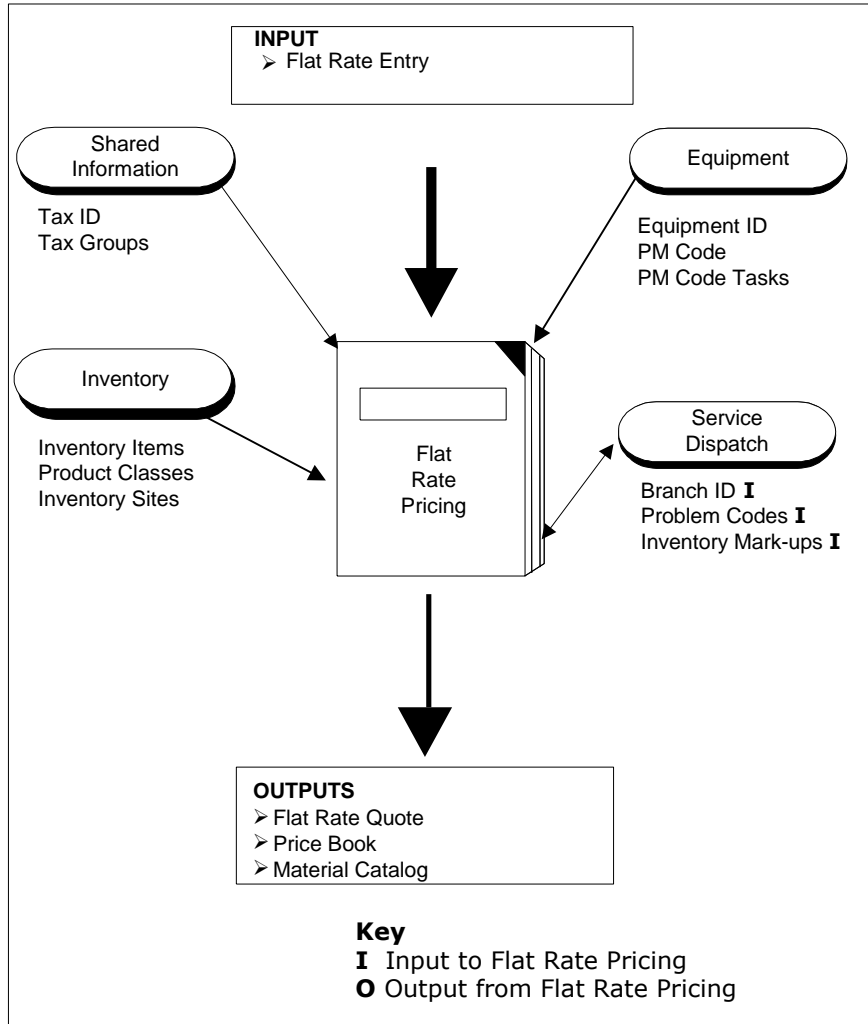 INPUT
➢ Flat Rate Entry
Shared
Information
Tax ID
Tax Groups
Equipment
Equipment ID
PM Code
PM Code Tasks
Inventory
Inventory Items
Product Classes
Inventory Sites
Flat
Rate
Pricing
Service
Dispatch
Branch ID I
Problem Codes I
Inventory Mark-ups I
OUTPUTS
➢ Flat Rate Quote
➢ Price Book
➢ Material Catalog
Key
I Input to Flat Rate Pricing
O Output from Flat Rate Pricing